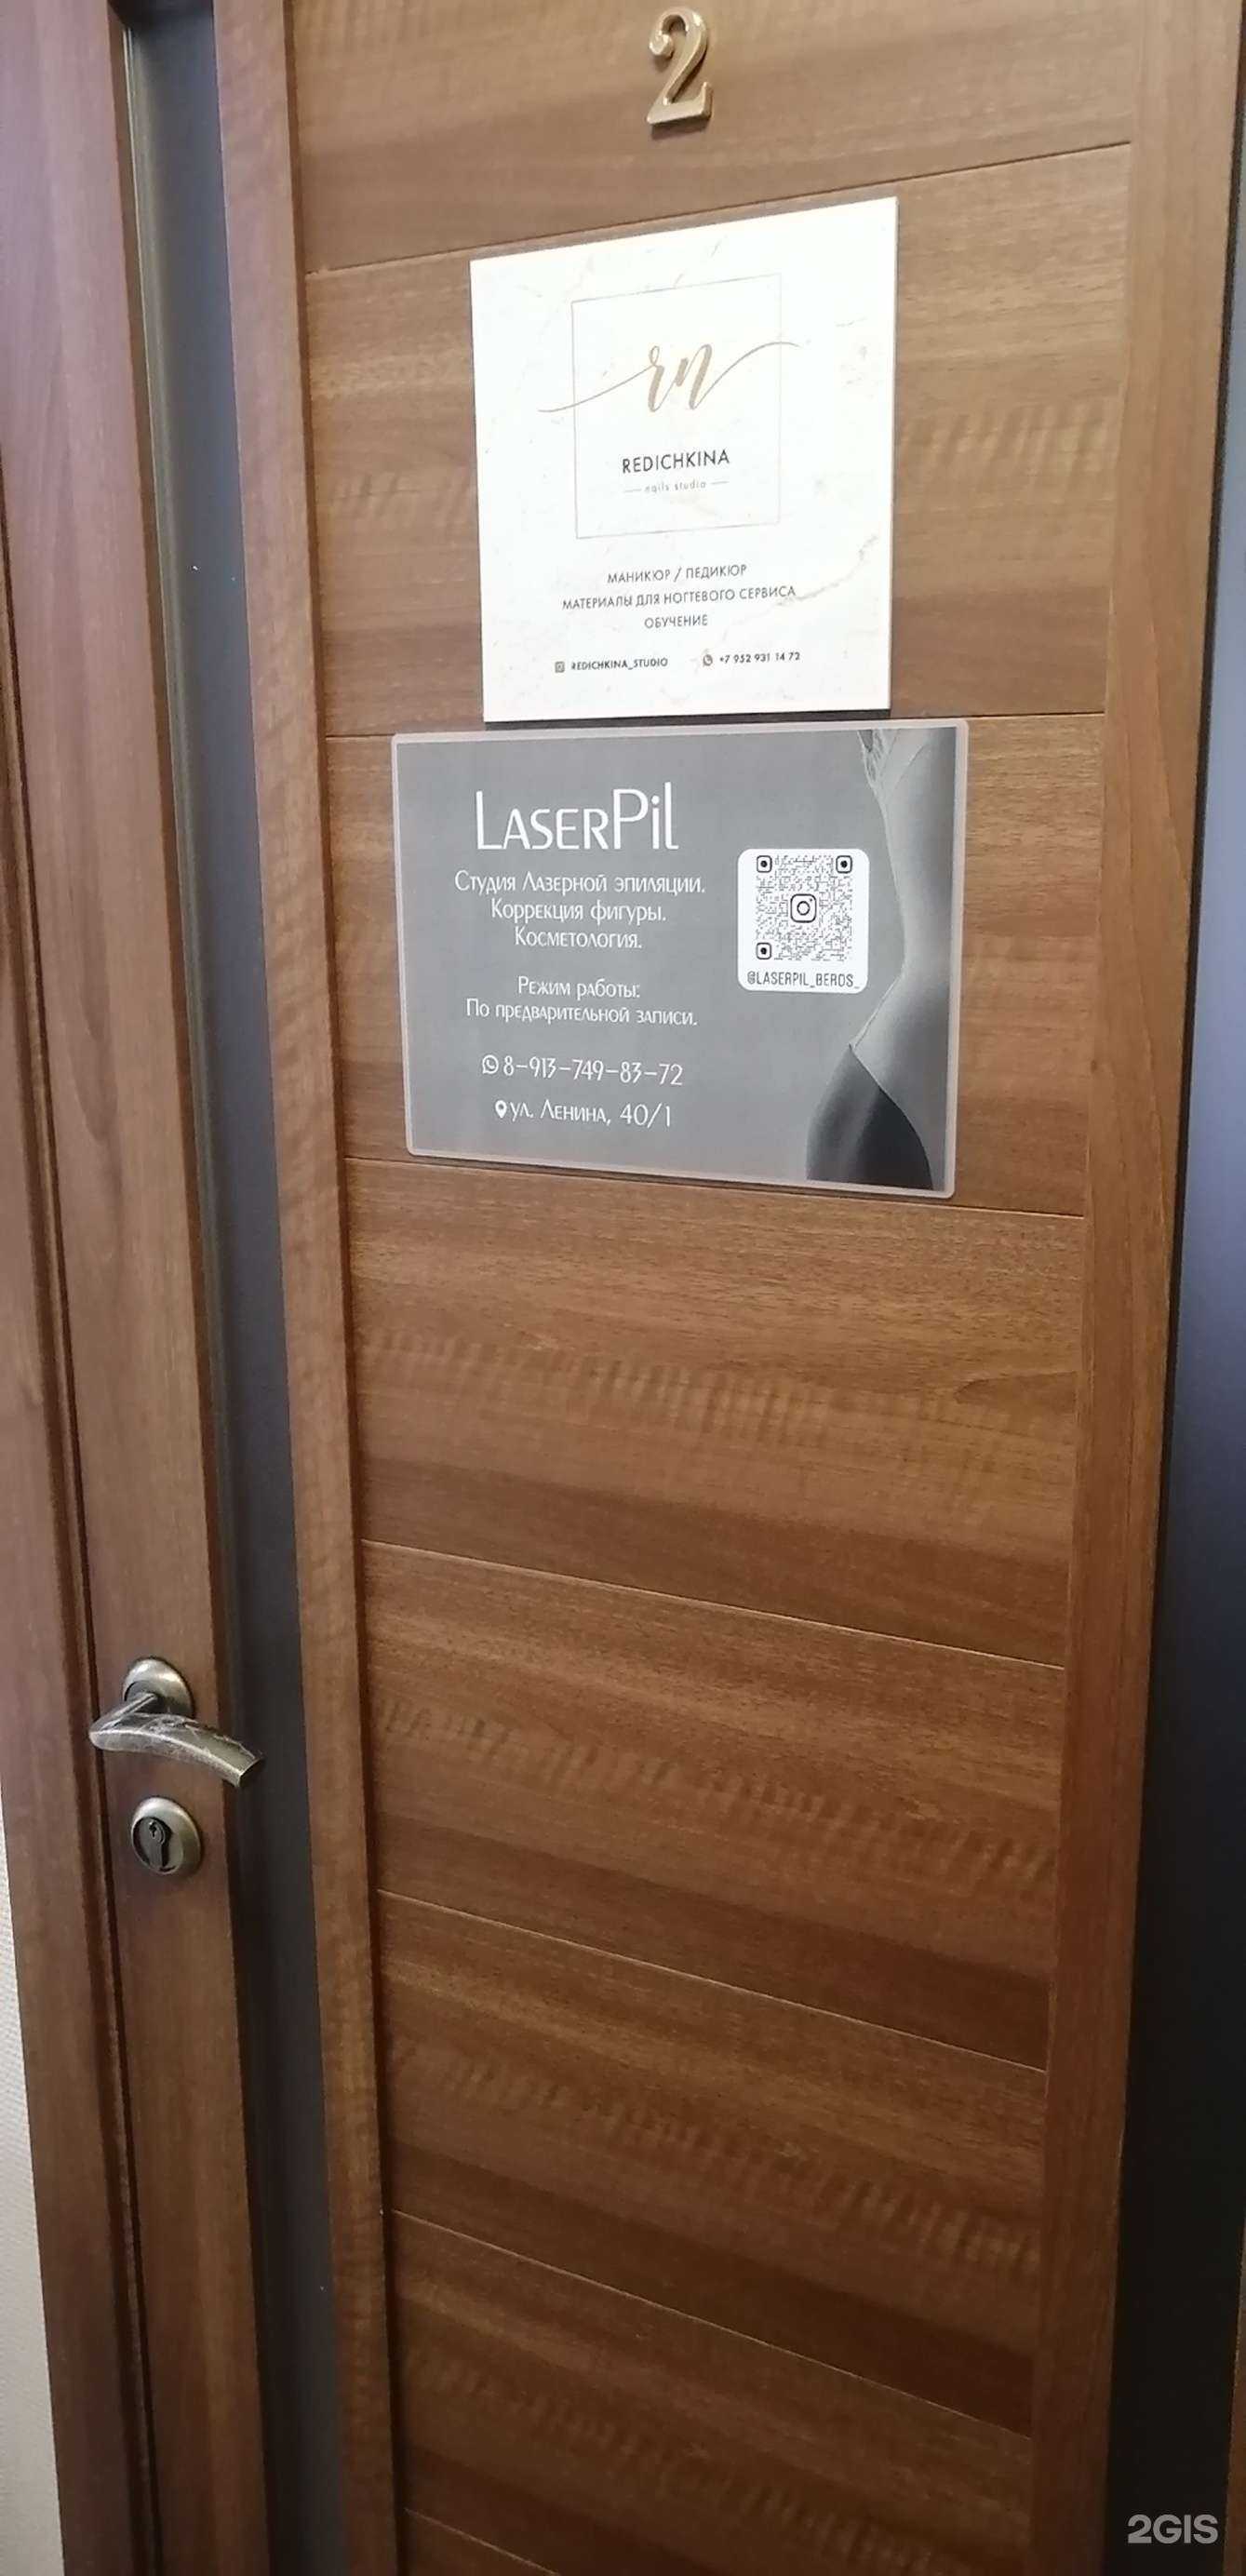 2
rn
REDICHKINA
nails studio
МАНИКЮР / ПЕДИКЮР
МАТЕРИАЛЫ ДЛЯ НОГТЕВОГО СЕРВИСА
ОБУЧЕНИЕ
REDICHKINA_STUDIO +7 952 931 14 72
LASERPil
Студия Лазерной эпиляции.
Коррекция фигуры.
Косметология.
@LASERPIL_BEROS_
Режим работы:
По предварительной записи.
8-913-749-83-72
ул. Ленина, 40/1
2GIS